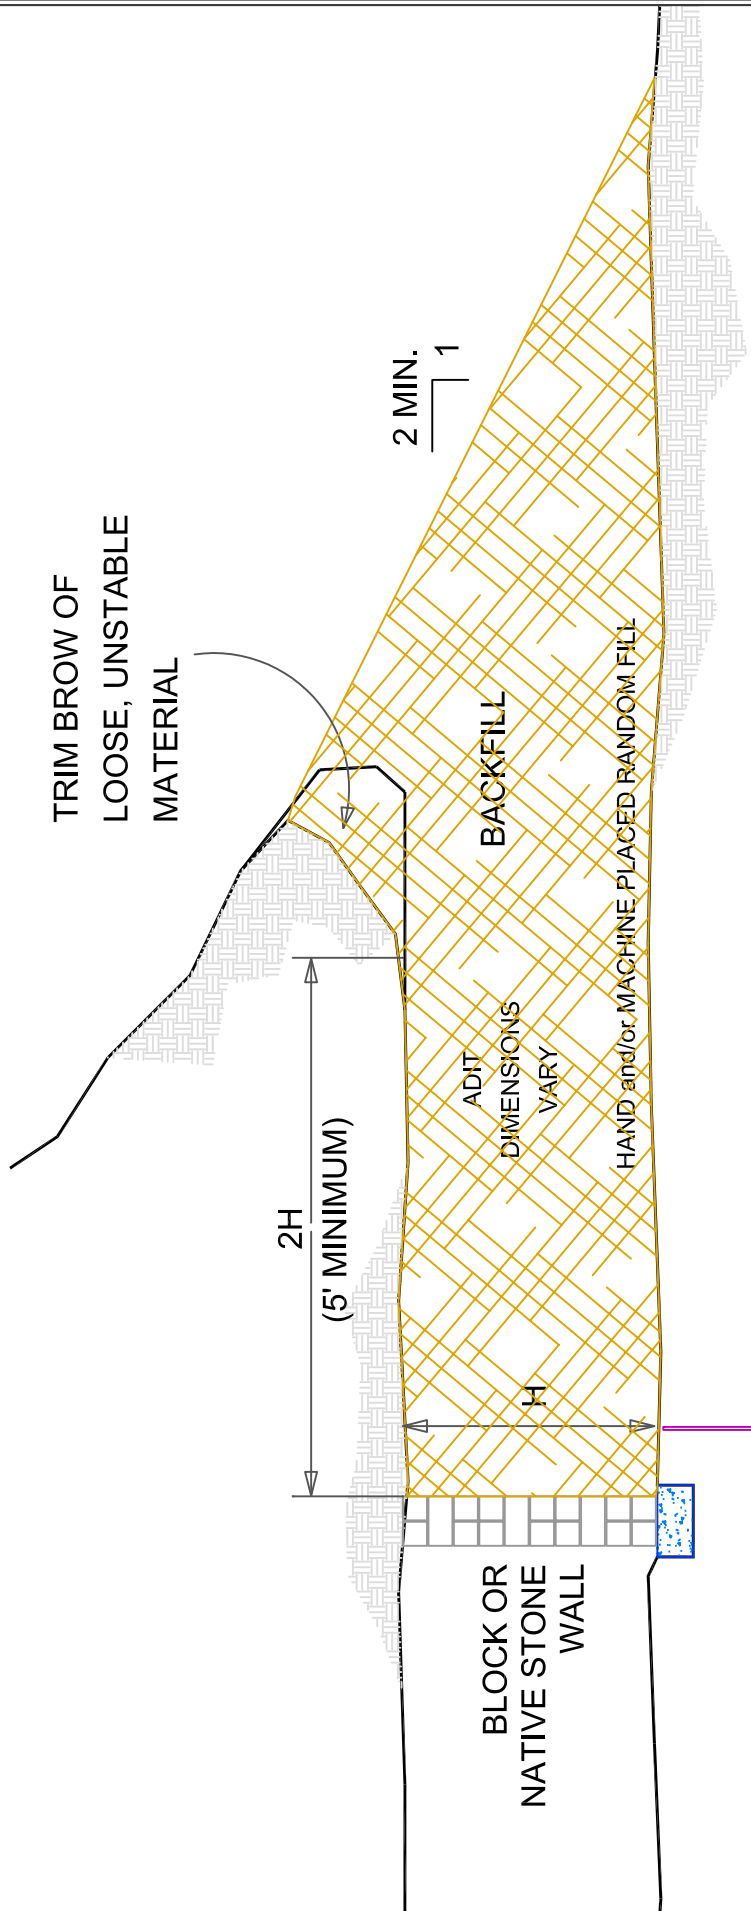 TRIM BROW OF
LOOSE, UNSTABLE
MATERIAL
2H
(5' MINIMUM)
2 MIN.
1
ADIT
DIMENSIONS
VARY
BACKFILL
BLOCK OR
NATIVE STONE
WALL
H
HAND and/or MACHINE PLACED RANDOM FILL